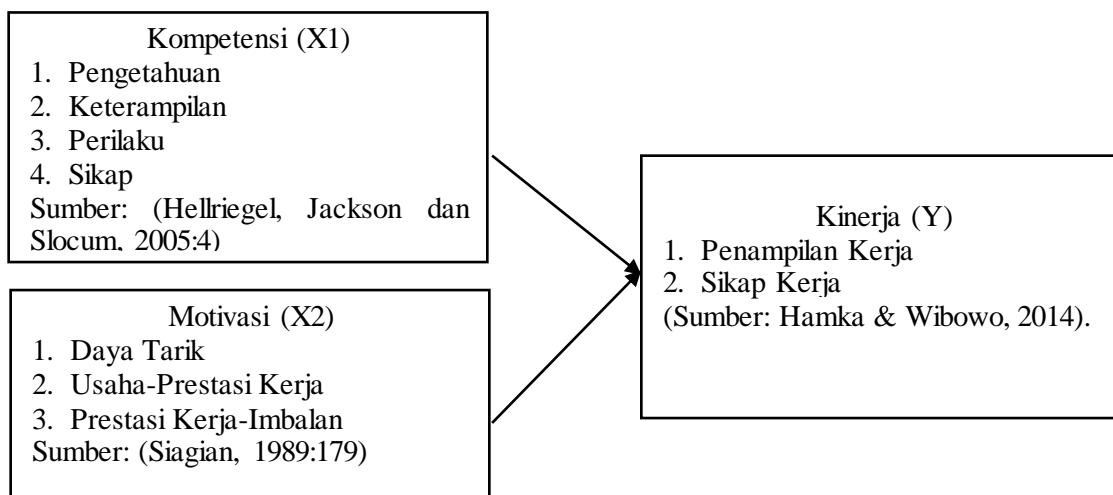 Kompetensi (X1)
1. Pengetahuan
2. Keterampilan
3. Perilaku
4. Sikap
Sumber: (Hellriegel, Jackson dan
Slocum, 2005:4)
Motivasi (X2)
1. Daya Tarik
2. Usaha-Prestasi Kerja
3. Prestasi Kerja-Imbalan
Sumber: (Siagian, 1989:179)
Kinerja (Y)
1. Penampilan Kerja
2. Sikap Kerja
(Sumber: Hamka & Wibowo, 2014).